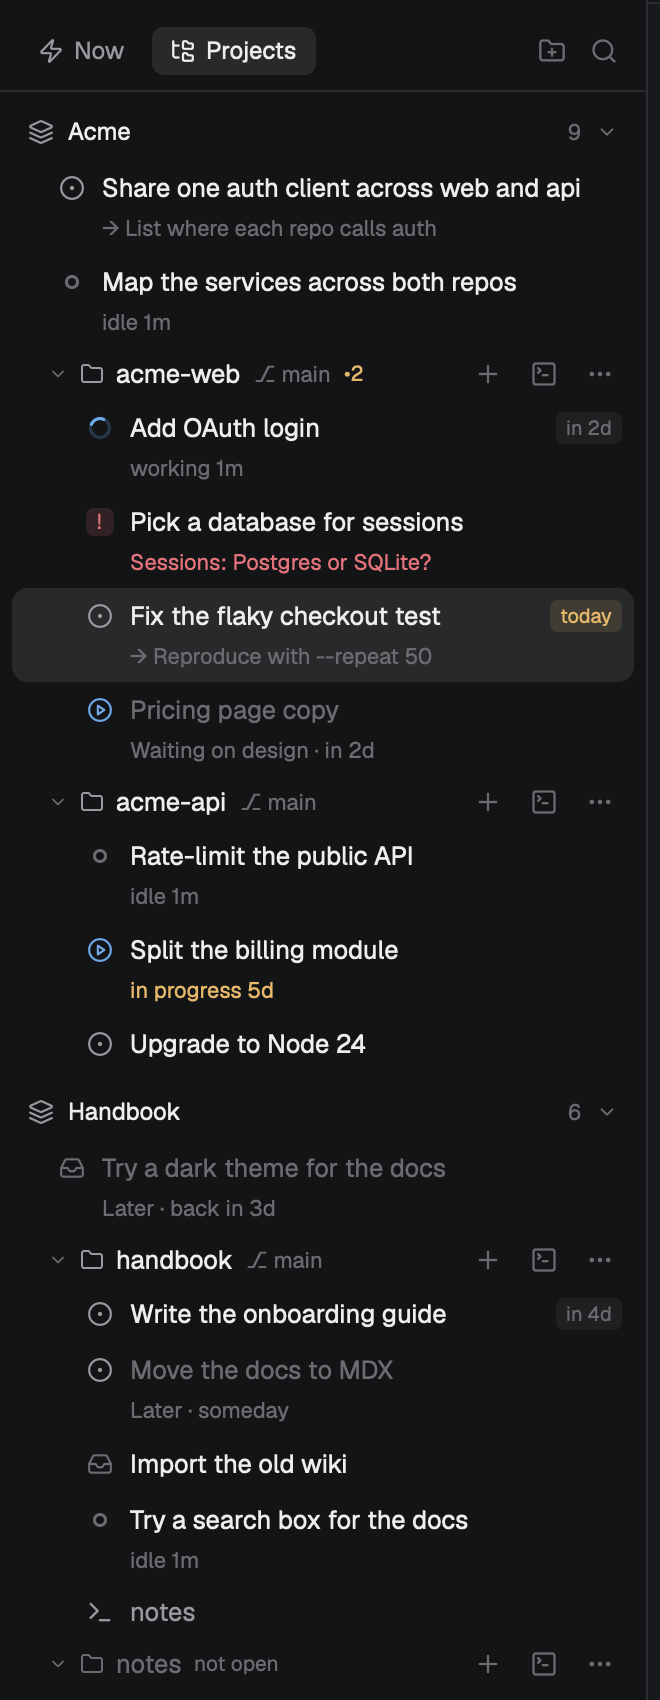 Now
Projects
Acme 9
Share one auth client across web and api
→ List where each repo calls auth
Map the services across both repos
idle 1m
acme-web main •2
Add OAuth login in 2d
working 1m
! Pick a database for sessions
Sessions: Postgres or SQLite?
Fix the flaky checkout test today
→ Reproduce with --repeat 50
Pricing page copy
Waiting on design · in 2d
acme-api main
Rate-limit the public API
idle 1m
Split the billing module
in progress 5d
Upgrade to Node 24
Handbook 6
Try a dark theme for the docs
Later · back in 3d
handbook main
Write the onboarding guide in 4d
Move the docs to MDX
Later · someday
Import the old wiki
Try a search box for the docs
idle 1m
notes
notes not open